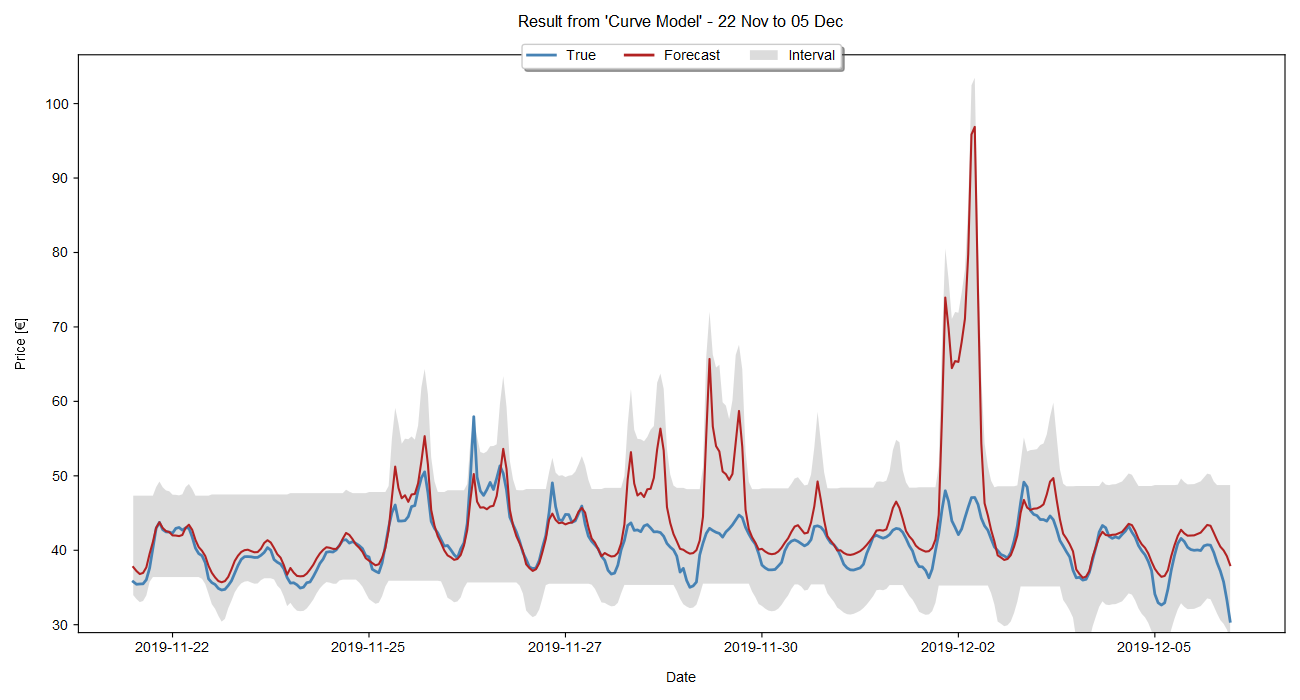 Result from 'Curve Model' - 22 Nov to 05 Dec
True Forecast Interval
Price [€]
100
90
80
70
60
50
40
30
2019-11-22 2019-11-25 2019-11-27 2019-11-30 2019-12-02 2019-12-05
Date